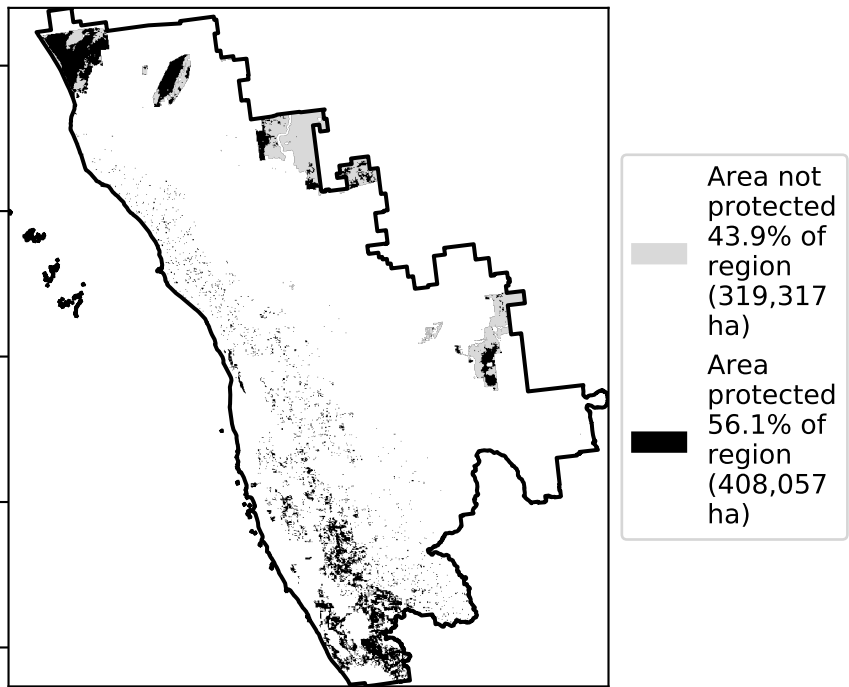 Area not
protected
43.9% of
region
(319,317
ha)
Area
protected
56.1% of
region
(408,057
ha)